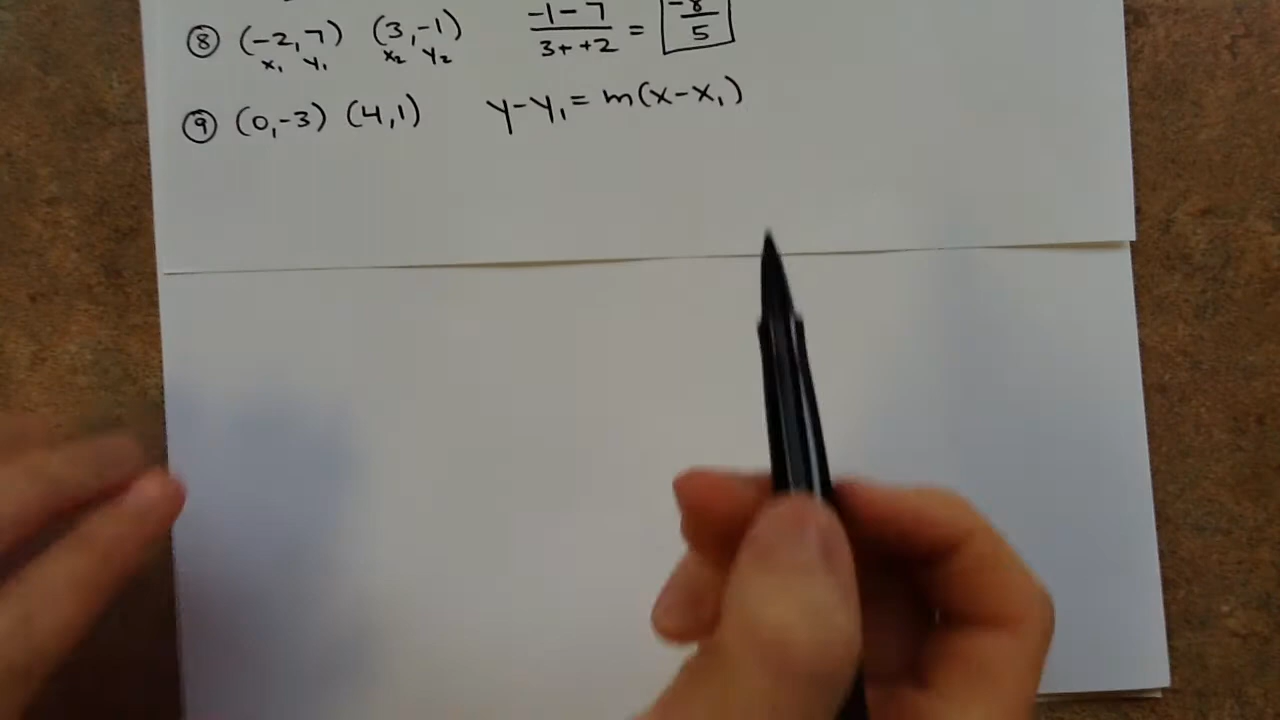 ⑧ (-2,7) (3,-1) -1-7/3++2 = -8/5
x₁ y₁ x₂ y₂
⑨ (0,-3) (4,1) y-y₁ = m(x-x₁)